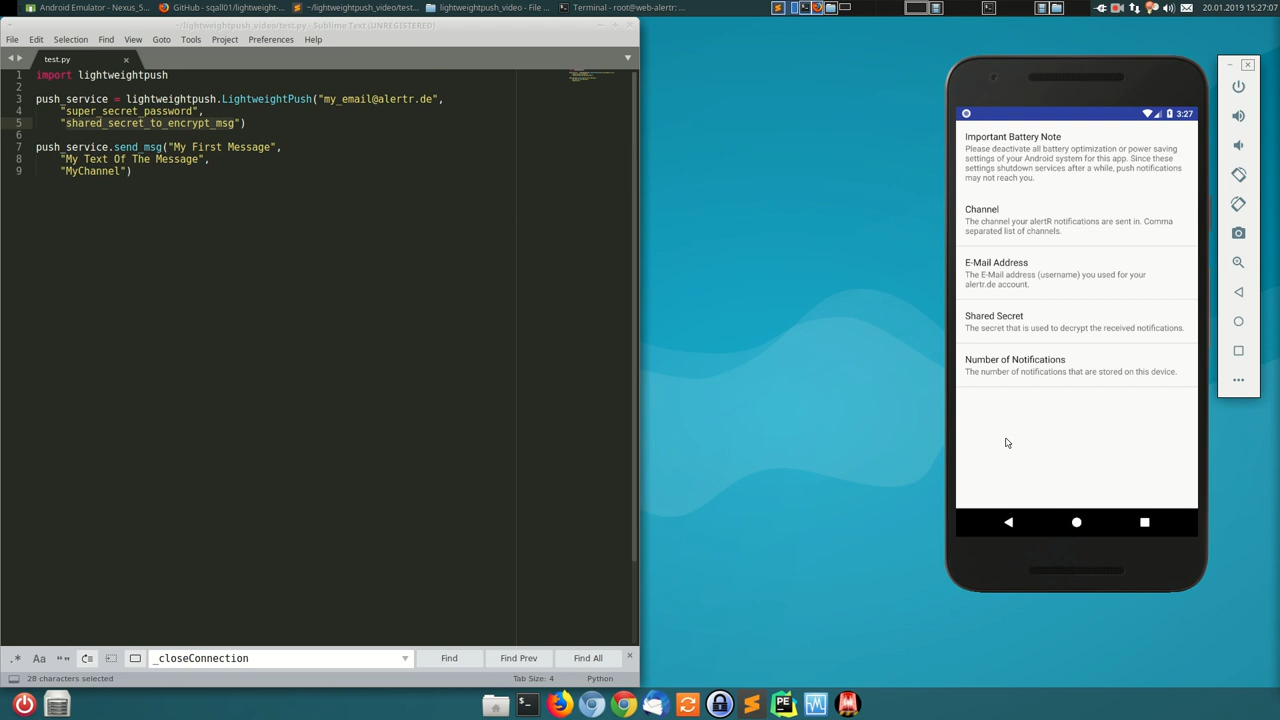 Android Emulator - Nexus_5...
GitHub - sqall01/lightweight-...
~/lightweightpush_video/test...
lightweightpush_video - File ...
Terminal - root@web-alertr: ...
20.01.2019 15:27:07
~/lightweightpush_video/test.py - Sublime Text (UNREGISTERED)
File Edit Selection Find View Goto Tools Project Preferences Help
test.py
1 import lightweightpush
2
3 push_service = lightweightpush.LightweightPush("my_email@alertr.de",
4 "super_secret_password",
5 "shared_secret_to_encrypt_msg")
6
7 push_service.send_msg("My First Message",
8 "My Text Of The Message",
9 "MyChannel")
3:27
Important Battery Note
Please deactivate all battery optimization or power saving
settings of your Android system for this app. Since these
settings shutdown services after a while, push notifications
may not reach you.
Channel
The channel your alertR notifications are sent in. Comma
separated list of channels.
E-Mail Address
The E-Mail address (username) you used for your
alertr.de account.
Shared Secret
The secret that is used to decrypt the received notifications.
Number of Notifications
The number of notifications that are stored on this device.
.* Aa “”
_closeConnection
Find Find Prev Find All
28 characters selected
Tab Size: 4 Python
PE